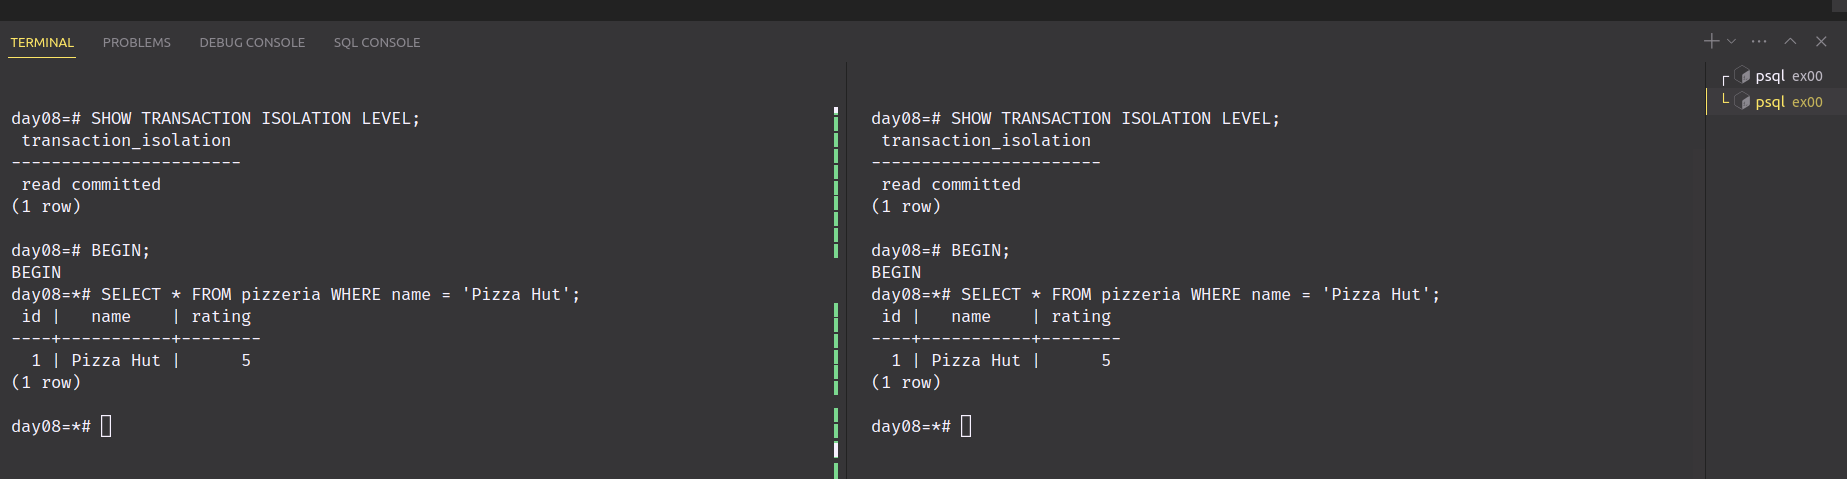 TERMINAL PROBLEMS DEBUG CONSOLE SQL CONSOLE
day08=# SHOW TRANSACTION ISOLATION LEVEL;
 transaction_isolation
-----------------------
 read committed
(1 row)

day08=# BEGIN;
BEGIN
day08=*# SELECT * FROM pizzeria WHERE name = 'Pizza Hut';
 id |   name    | rating
----+-----------+--------
  1 | Pizza Hut |      5
(1 row)

day08=*#
day08=# SHOW TRANSACTION ISOLATION LEVEL;
 transaction_isolation
-----------------------
 read committed
(1 row)

day08=# BEGIN;
BEGIN
day08=*# SELECT * FROM pizzeria WHERE name = 'Pizza Hut';
 id |   name    | rating
----+-----------+--------
  1 | Pizza Hut |      5
(1 row)

day08=*#
psql ex00
psql ex00